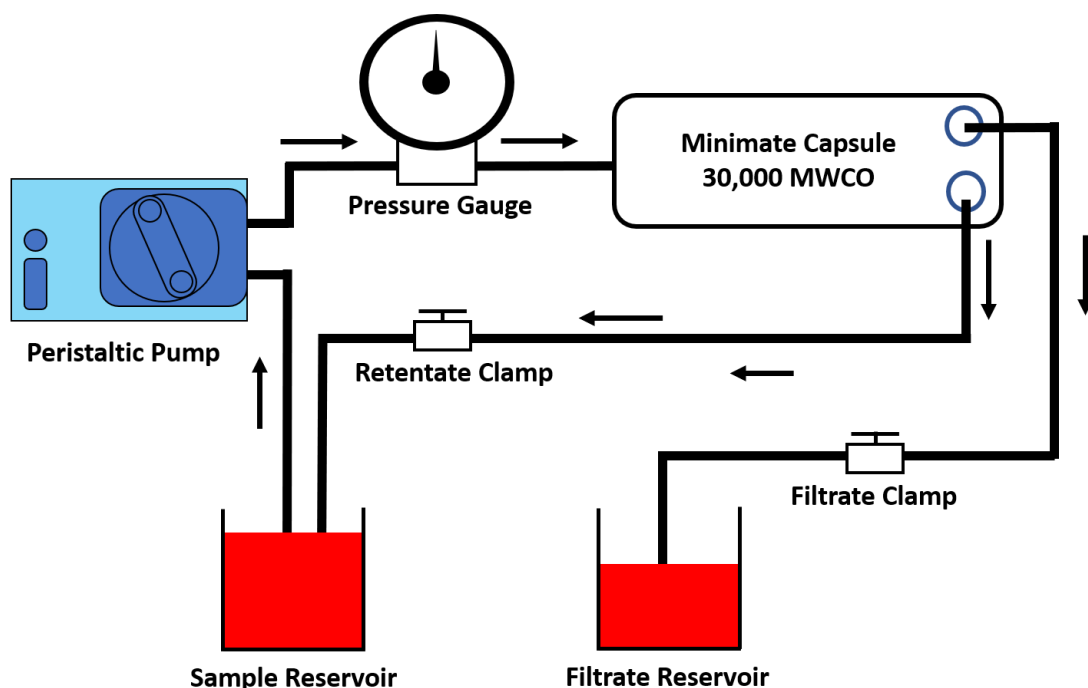 Minimate Capsule
30,000 MWCO
Pressure Gauge
Peristaltic Pump
Retentate Clamp
Filtrate Clamp
Sample Reservoir
Filtrate Reservoir